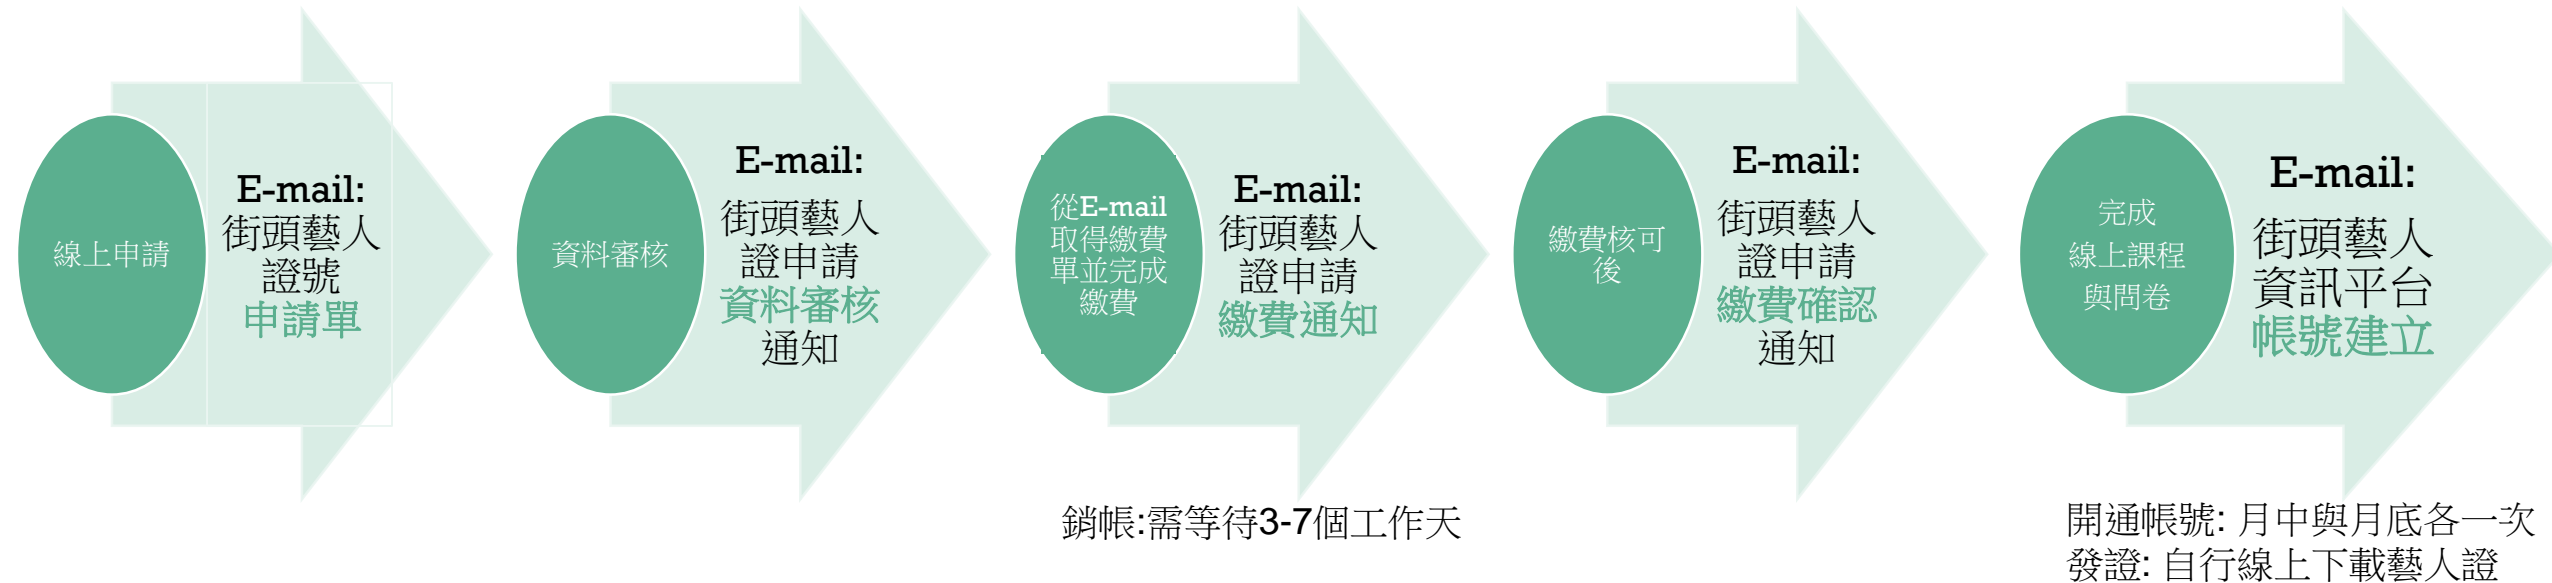 線上申請
E-mail:
街頭藝人
證號
申請單
資料審核
E-mail:
街頭藝人
證申請
資料審核
通知
從E-mail
取得繳費
單並完成
繳費
E-mail:
街頭藝人
證申請
繳費通知
繳費核可
後
E-mail:
街頭藝人
證申請
繳費確認
通知
完成
線上課程
與問卷
E-mail:
街頭藝人
資訊平台
帳號建立
銷帳:需等待3-7個工作天
開通帳號: 月中與月底各一次
發證: 自行線上下載藝人證